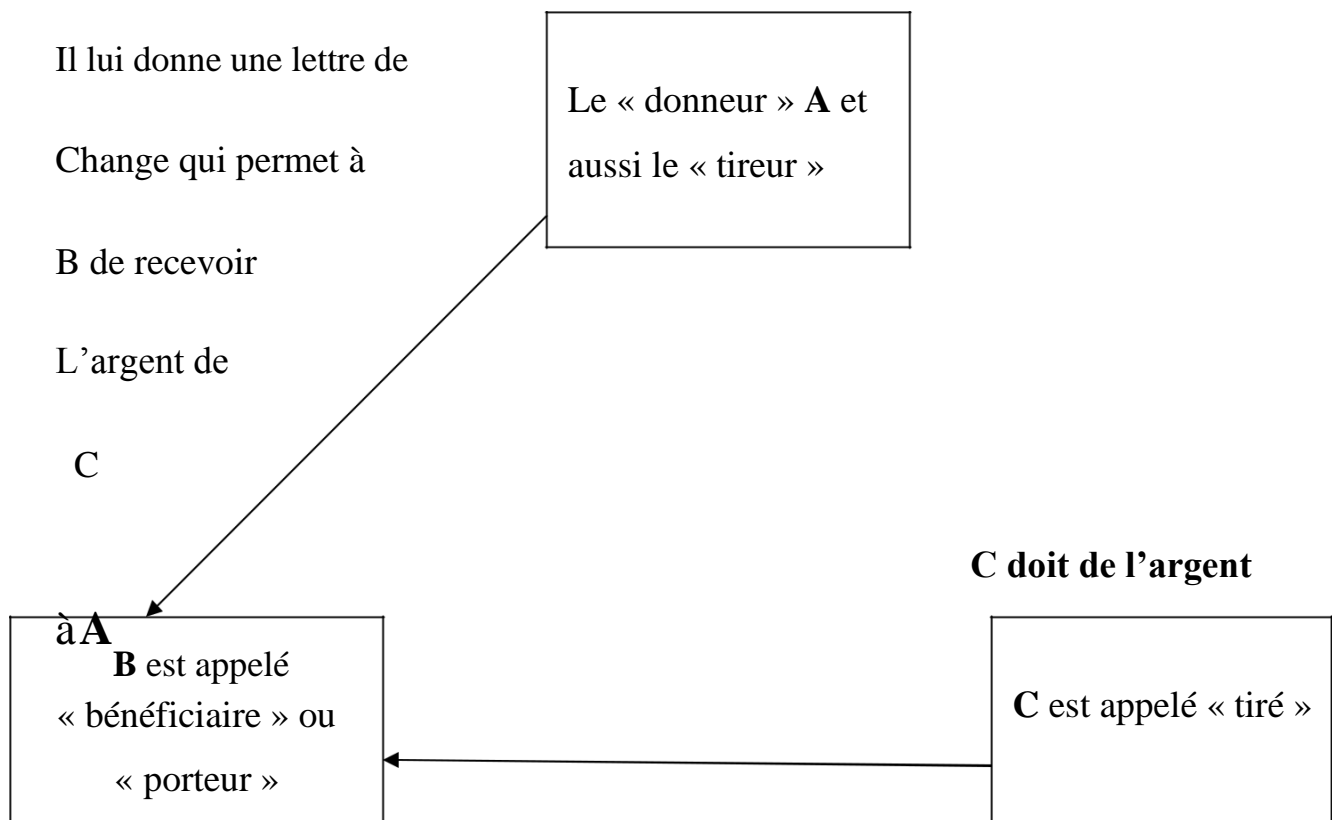 Il lui donne une lettre de
Change qui permet à
B de recevoir
L’argent de
C
Le « donneur » A et
aussi le « tireur »
C doit de l’argent
à A
B est appelé
« bénéficiaire » ou
« porteur »
C est appelé « tiré »